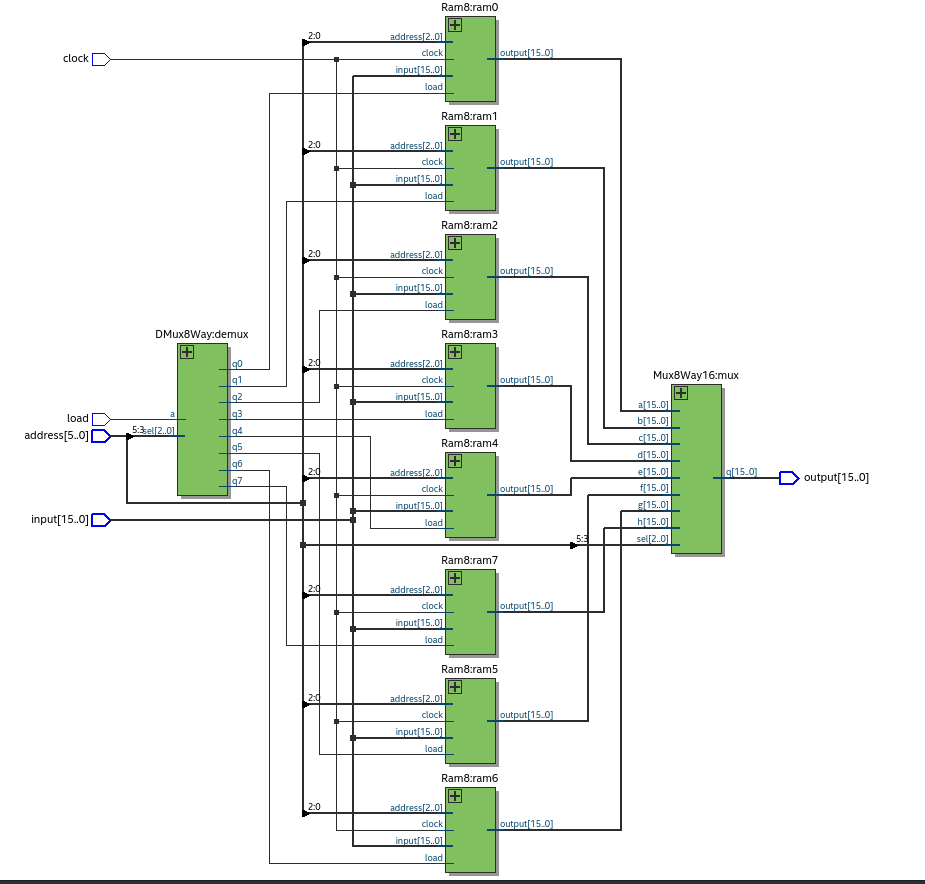 Ram8:ram0
2:0
address[2..0]
clock
clock
output[15..0]
input[15..0]
load
Ram8:ram1
2:0
address[2..0]
clock
output[15..0]
input[15..0]
load
Ram8:ram2
2:0
address[2..0]
clock
output[15..0]
input[15..0]
load
DMux8Way:demux
Ram8:ram3
2:0
address[2..0]
q0
clock
output[15..0]
q1
input[15..0]
q2
load
a
q3
load
address[5..0]
5:3
sel[2..0]
q4
q5
q6
q7
Mux8Way16:mux
a[15..0]
b[15..0]
c[15..0]
d[15..0]
e[15..0]
f[15..0]
g[15..0]
h[15..0]
5:3
sel[2..0]
q[15..0]
output[15..0]
Ram8:ram4
2:0
address[2..0]
clock
output[15..0]
input[15..0]
load
input[15..0]
Ram8:ram7
2:0
address[2..0]
clock
output[15..0]
input[15..0]
load
Ram8:ram5
2:0
address[2..0]
clock
output[15..0]
input[15..0]
load
Ram8:ram6
2:0
address[2..0]
clock
output[15..0]
input[15..0]
load